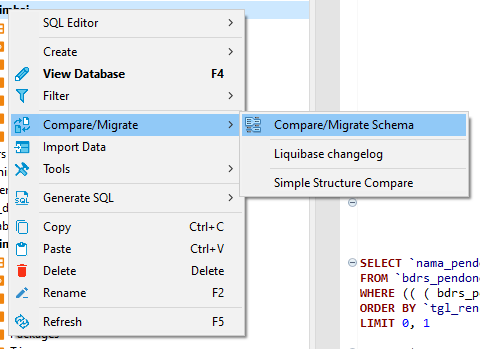 SQL Editor
Create
View Database F4
Filter
Compare/Migrate
Import Data
Tools
Generate SQL
Copy Ctrl+C
Paste Ctrl+V
Delete Delete
Rename F2
Refresh F5
Compare/Migrate Schema
Liquibase changelog
Simple Structure Compare
SELECT `nama_pendo
FROM `bdrs_pendono
WHERE (( ( bdrs_p
ORDER BY `tgl_ren
LIMIT 0, 1